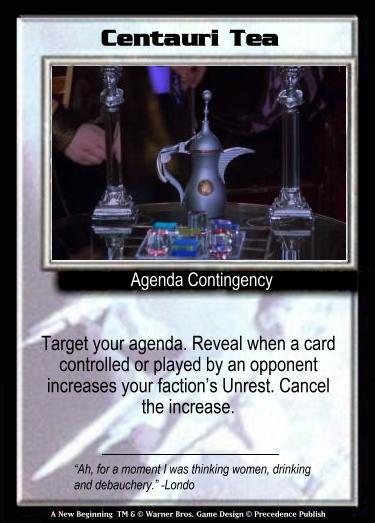 Centauri Tea
Agenda Contingency
Target your agenda. Reveal when a card
controlled or played by an opponent
increases your faction's Unrest. Cancel
the increase.
"Ah, for a moment I was thinking women, drinking
and debauchery." -Londo
A New Beginning TM & © Warner Bros. Game Design © Precedence Publish